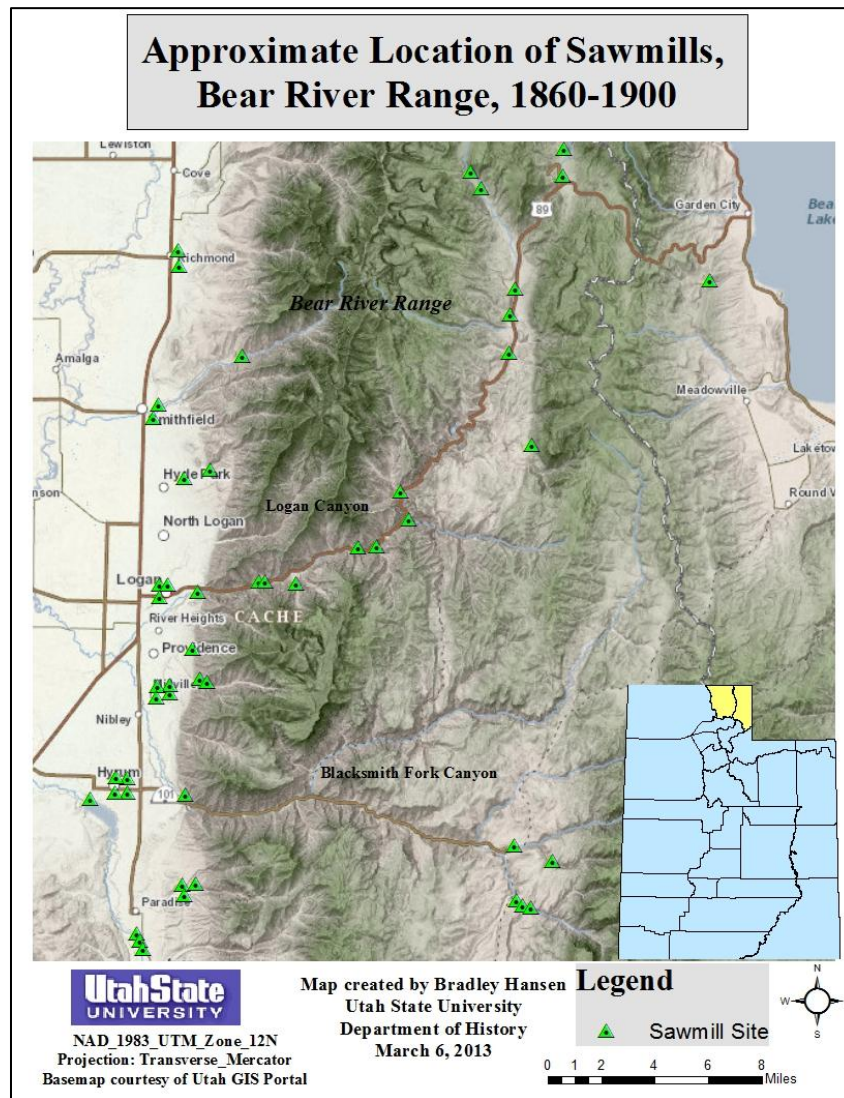 Approximate Location of Sawmills,
Bear River Range, 1860-1900
Lewiston
Cove
89
Garden City
Bea
Lake
Richmond
Bear River Range
Amalga
Meadowville
Smithfield
Laketo
Hyde Park
nson
Round V
Logan Canyon
North Logan
Logan
CACHE
River Heights
Providence
Millville
Nibley
Blacksmith Fork Canyon
Hyrum
101
Paradise
UtahState
UNIVERSITY
NAD_1983_UTM_Zone_12N
Projection: Transverse_Mercator
Basemap courtesy of Utah GIS Portal
Map created by Bradley Hansen
Utah State University
Department of History
March 6, 2013
Legend
Sawmill Site
N
W
E
S
0 1 2 4 6 8
Miles